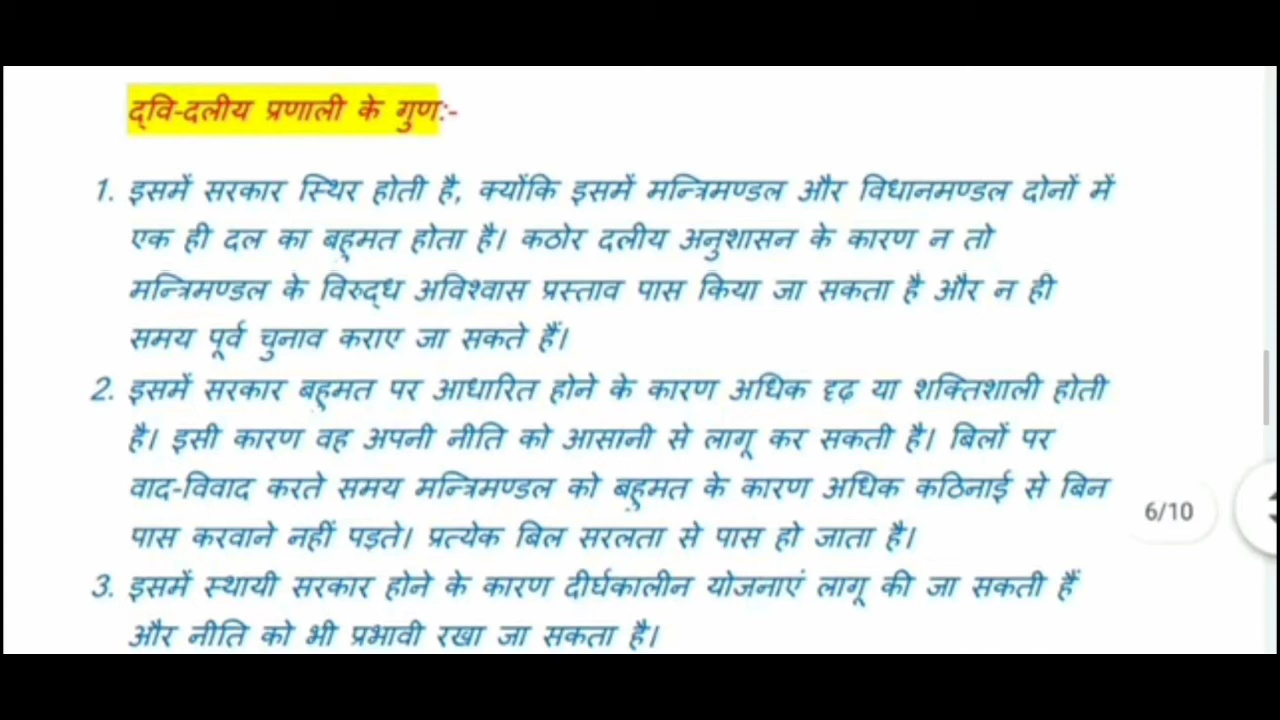 द्वि-दलीय प्रणाली के गुण:-
1. इसमें सरकार स्थिर होती है, क्योंकि इसमें मन्त्रिमण्डल और विधानमण्डल दोनों में
एक ही दल का बहुमत होता है। कठोर दलीय अनुशासन के कारण न तो
मन्त्रिमण्डल के विरुद्ध अविश्वास प्रस्ताव पास किया जा सकता है और न ही
समय पूर्व चुनाव कराए जा सकते हैं।
2. इसमें सरकार बहुमत पर आधारित होने के कारण अधिक दृढ़ या शक्तिशाली होती
है। इसी कारण वह अपनी नीति को आसानी से लागू कर सकती है। बिलों पर
वाद-विवाद करते समय मन्त्रिमण्डल को बहुमत के कारण अधिक कठिनाई से बिन
पास करवाने नहीं पड़ते। प्रत्येक बिल सरलता से पास हो जाता है।
6/10
3. इसमें स्थायी सरकार होने के कारण दीर्घकालीन योजनाएं लागू की जा सकती हैं
और नीति को भी प्रभावी रखा जा सकता है।